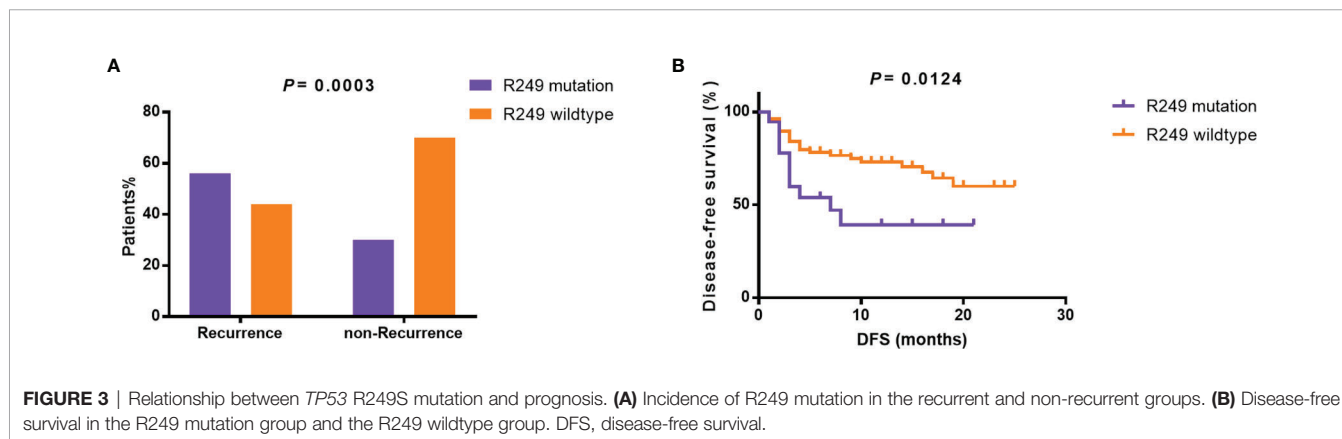 A
P= 0.0003
R249 mutation
R249 wildtype
Patients%
80
60
40
20
0
Recurrence
non-Recurrence
B
P= 0.0124
R249 mutation
R249 wildtype
Disease-free survival (%)
100
50
0
0
10
20
30
DFS (months)
FIGURE 3 | Relationship between TP53 R249S mutation and prognosis. (A) Incidence of R249 mutation in the recurrent and non-recurrent groups. (B) Disease-free
survival in the R249 mutation group and the R249 wildtype group. DFS, disease-free survival.